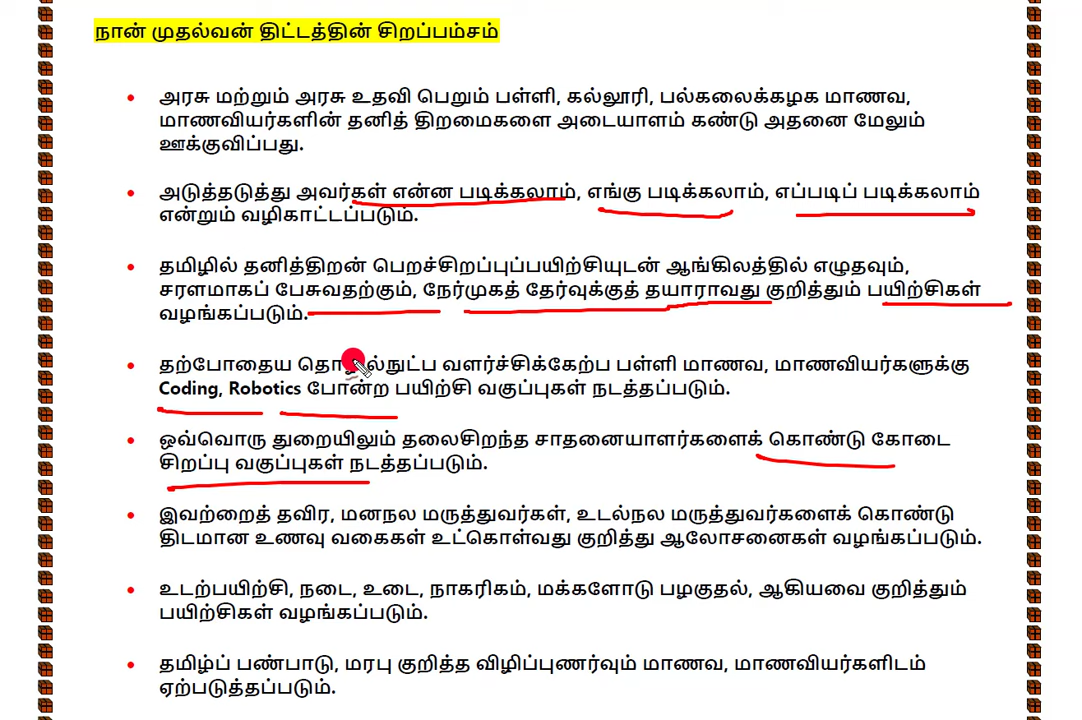 நான் முதல்வன் திட்டத்தின் சிறப்பம்சம்
அரசு மற்றும் அரசு உதவி பெறும் பள்ளி, கல்லூரி, பல்கலைக்கழக மாணவ,
மாணவியர்களின் தனித் திறமைகளை அடையாளம் கண்டு அதனை மேலும்
ஊக்குவிப்பது.
அடுத்தடுத்து அவர்கள் என்ன படிக்கலாம், எங்கு படிக்கலாம், எப்படிப் படிக்கலாம்
என்றும் வழிகாட்டப்படும்.
தமிழில் தனித்திறன் பெறச்சிறப்புப்பயிற்சியுடன் ஆங்கிலத்தில் எழுதவும்,
சரளமாகப் பேசுவதற்கும், நேர்முகத் தேர்வுக்குத் தயாராவது குறித்தும் பயிற்சிகள்
வழங்கப்படும்.
தற்போதைய தொழில்நுட்ப வளர்ச்சிக்கேற்ப பள்ளி மாணவ, மாணவியர்களுக்கு
Coding, Robotics போன்ற பயிற்சி வகுப்புகள் நடத்தப்படும்.
ஒவ்வொரு துறையிலும் தலைசிறந்த சாதனையாளர்களைக் கொண்டு கோடை
சிறப்பு வகுப்புகள் நடத்தப்படும்.
இவற்றைத் தவிர, மனநல மருத்துவர்கள், உடல்நல மருத்துவர்களைக் கொண்டு
திடமான உணவு வகைகள் உட்கொள்வது குறித்து ஆலோசனைகள் வழங்கப்படும்.
உடற்பயிற்சி, நடை, உடை, நாகரிகம், மக்களோடு பழகுதல், ஆகியவை குறித்தும்
பயிற்சிகள் வழங்கப்படும்.
தமிழ்ப் பண்பாடு, மரபு குறித்த விழிப்புணர்வும் மாணவ, மாணவியர்களிடம்
ஏற்படுத்தப்படும்.